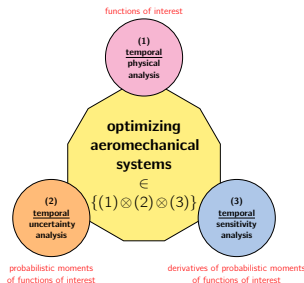 functions of interest
(1)
temporal
physical
analysis
optimizing
aeromechanical
systems
∈
{(1)⊗(2)⊗(3)}
(2)
temporal
uncertainty
analysis
(3)
temporal
sensitivity
analysis
probabilistic moments
of functions of interest
derivatives of probabilistic moments
of functions of interest